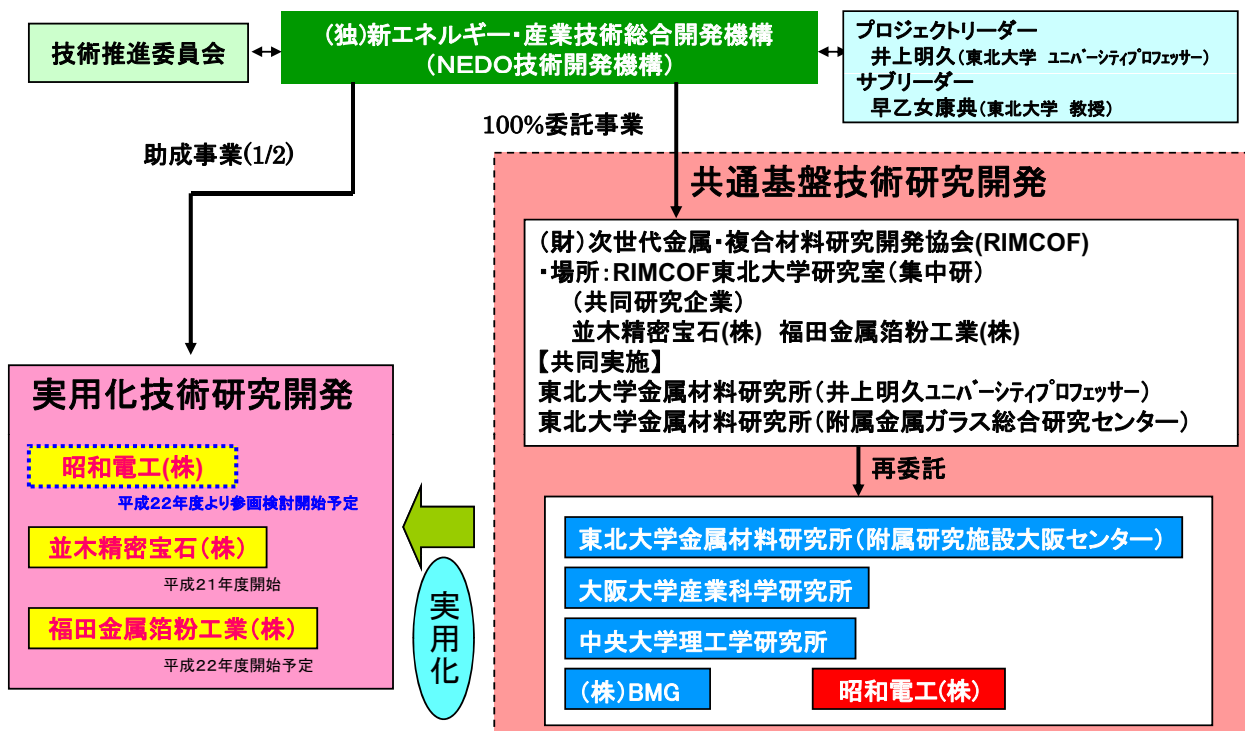 技術推進委員会
(独)新エネルギー・産業技術総合開発機構
(NEDO技術開発機構)
プロジェクトリーダー
井上明久(東北大学 ユニバーシティプロフェッサー)
サブリーダー
早乙女康典(東北大学 教授)
助成事業(1/2)
100%委託事業
共通基盤技術研究開発
(財)次世代金属・複合材料研究開発協会(RIMCOF)
・場所:RIMCOF東北大学研究室(集中研)
(共同研究企業)
並木精密宝石(株) 福田金属箔粉工業(株)
【共同実施】
東北大学金属材料研究所(井上明久ユニバーシティプロフェッサー)
東北大学金属材料研究所(附属金属ガラス総合研究センター)
再委託
東北大学金属材料研究所(附属研究施設大阪センター)
大阪大学産業科学研究所
中央大学理工学研究所
(株)BMG
昭和電工(株)
実用化技術研究開発
昭和電工(株)
平成22年度より参画検討開始予定
並木精密宝石(株)
平成21年度開始
福田金属箔粉工業(株)
平成22年度開始予定
実用化